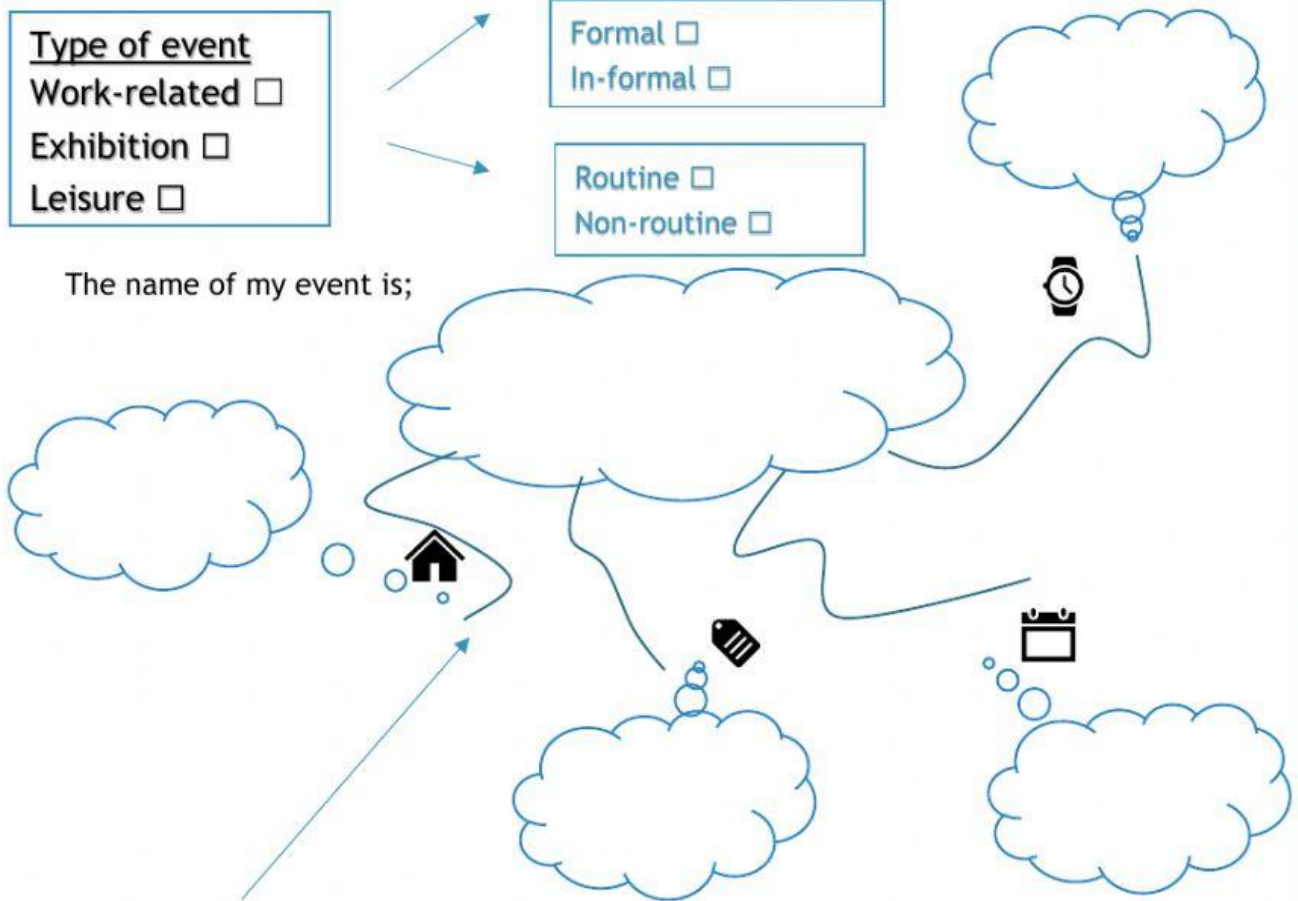 Type of event
Work-related ☐
Exhibition ☐
Leisure ☐
Formal ☐
In-formal ☐
Routine ☐
Non-routine ☐
The name of my event is;